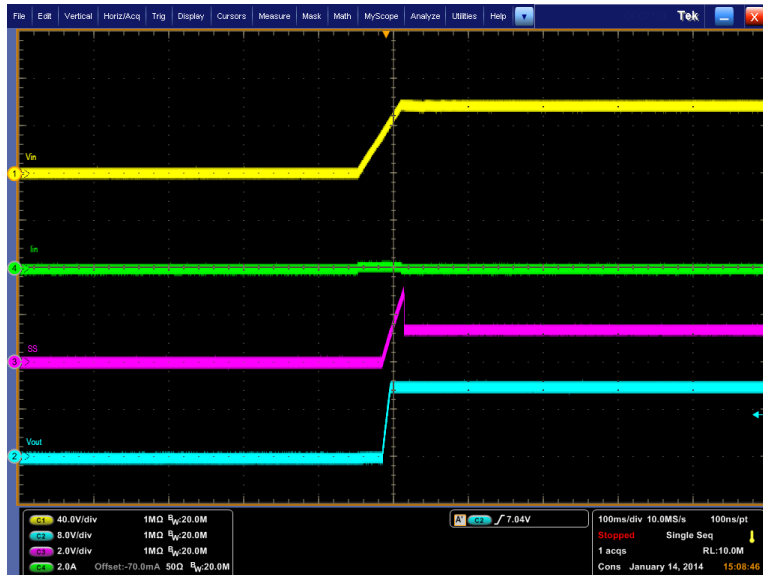 File Edit Vertical Horiz/Acq Trig Display Cursors Measure Mask Math MyScope Analyze Utilities Help Tek X
Vin
1
Iin
4
SS
3
Vout
2
C1 40.0V/div 1MΩ BW:20.0M
C2 8.0V/div 1MΩ BW:20.0M
C3 2.0V/div 1MΩ BW:20.0M
C4 2.0A Offset:-70.0mA 50Ω BW:20.0M
A' C2 7.04V
100ms/div 10.0MS/s 100ns/pt
Stopped Single Seq
1 acqs RL:10.0M
Cons January 14, 2014 15:08:46